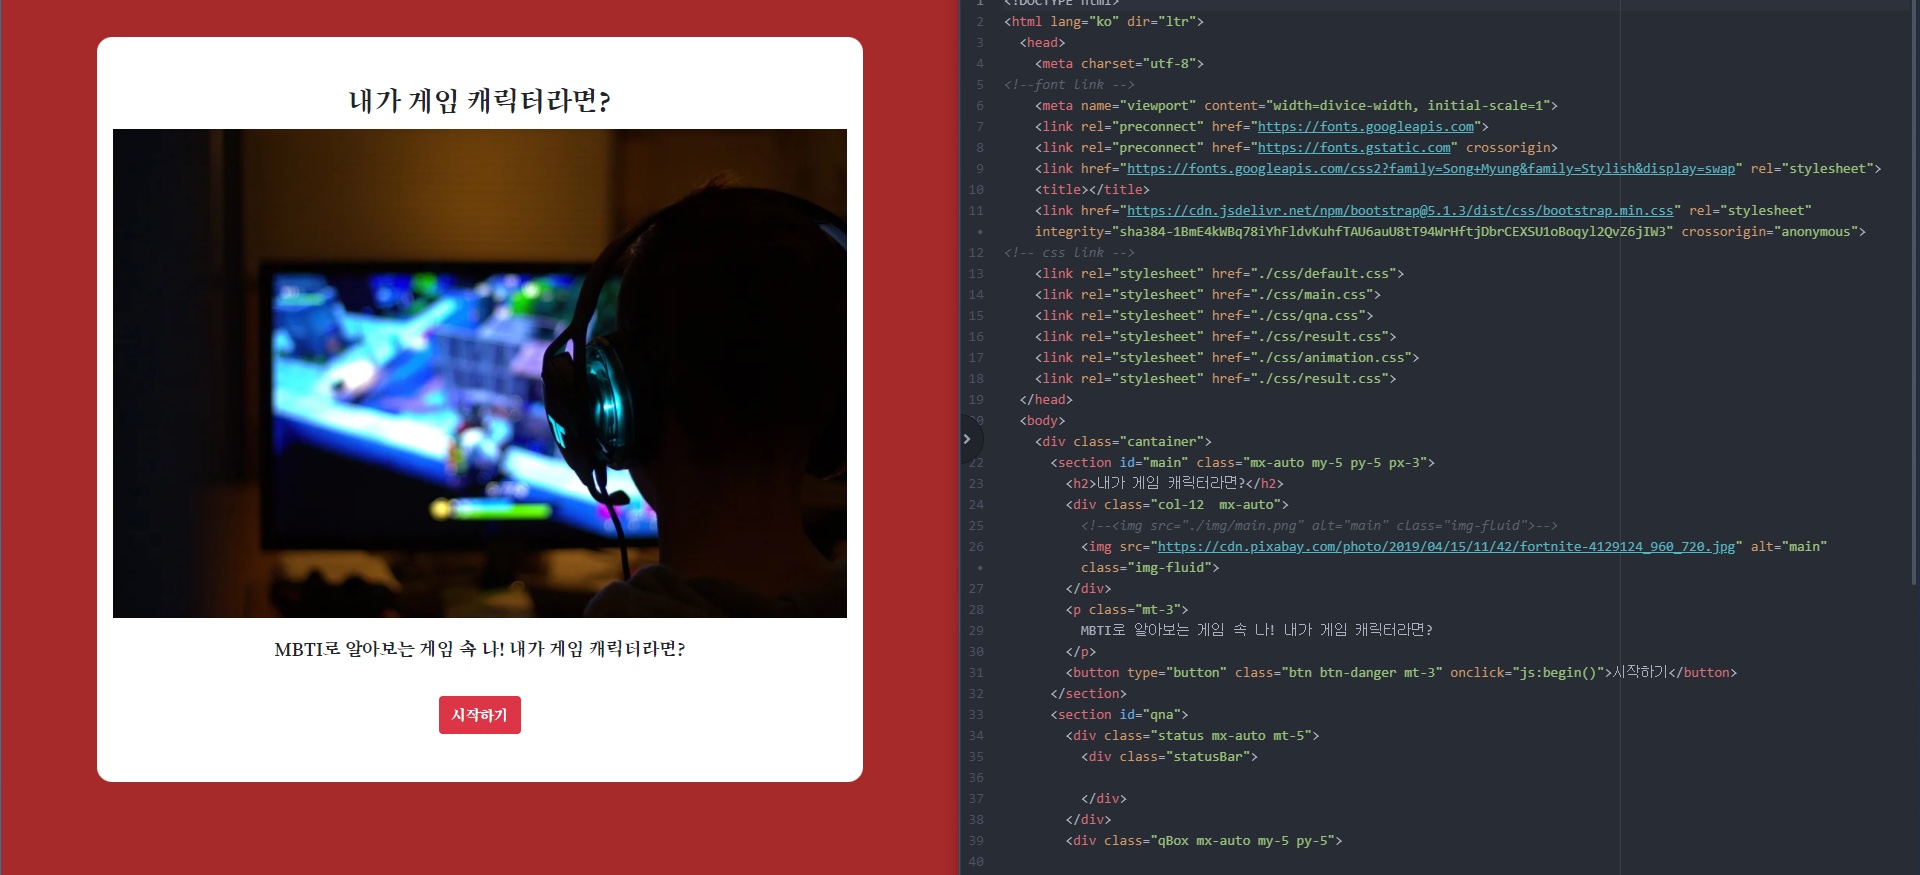 내가 게임 캐릭터라면?
MBTI로 알아보는 게임 속 나! 내가 게임 캐릭터라면?
시작하기
1 <!DOCTYPE html>
2 <html lang="ko" dir="ltr">
3 <head>
4 <meta charset="utf-8">
5 <!--font link -->
6 <meta name="viewport" content="width=divice-width, initial-scale=1">
7 <link rel="preconnect" href="https://fonts.googleapis.com">
8 <link rel="preconnect" href="https://fonts.gstatic.com" crossorigin>
9 <link href="https://fonts.googleapis.com/css2?family=Song+Myung&family=Stylish&display=swap" rel="stylesheet">
10 <title></title>
11 <link href="https://cdn.jsdelivr.net/npm/bootstrap@5.1.3/dist/css/bootstrap.min.css" rel="stylesheet"
• integrity="sha384-1BmE4kWBq78iYhFldvKuhfTAU6auU8tT94WrHftjDbrCEXSU1oBoqyl2QvZ6jIW3" crossorigin="anonymous">
12 <!-- css link -->
13 <link rel="stylesheet" href="./css/default.css">
14 <link rel="stylesheet" href="./css/main.css">
15 <link rel="stylesheet" href="./css/qna.css">
16 <link rel="stylesheet" href="./css/result.css">
17 <link rel="stylesheet" href="./css/animation.css">
18 <link rel="stylesheet" href="./css/result.css">
19 </head>
<body>
<div class="cantainer">
22 <section id="main" class="mx-auto my-5 py-5 px-3">
23 <h2>내가 게임 캐릭터라면?</h2>
24 <div class="col-12  mx-auto">
25 <!--<img src="./img/main.png" alt="main" class="img-fluid">-->
26 <img src="https://cdn.pixabay.com/photo/2019/04/15/11/42/fortnite-4129124_960_720.jpg" alt="main"
• class="img-fluid">
27 </div>
28 <p class="mt-3">
29 MBTI로 알아보는 게임 속 나! 내가 게임 캐릭터라면?
30 </p>
31 <button type="button" class="btn btn-danger mt-3" onclick="js:begin()">시작하기</button>
32 </section>
33 <section id="qna">
34 <div class="status mx-auto mt-5">
35 <div class="statusBar">
36
37 </div>
38 </div>
39 <div class="qBox mx-auto my-5 py-5">
40